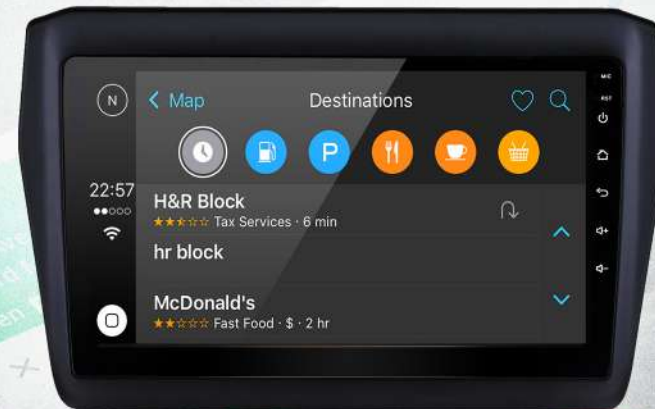 MIC
N
Map
Destinations
RST
P
22:57
H&R Block
Tax Services · 6 min
hr block
McDonald's
Fast Food · $ · 2 hr